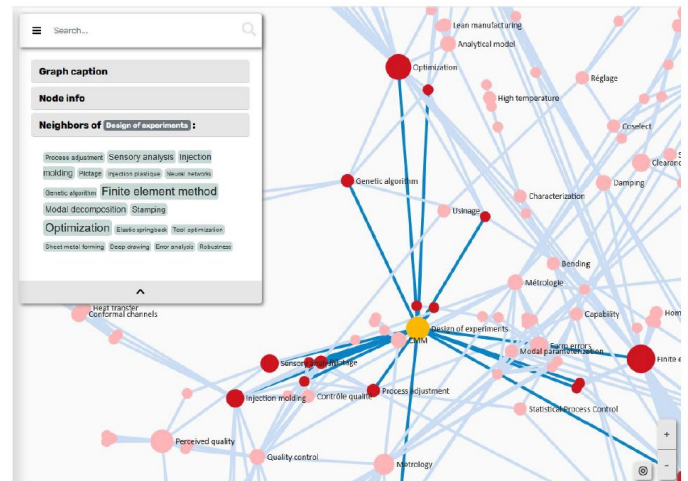 Search...
Graph caption
Node info
Neighbors of Design of experiments :
Process adjustment Sensory analysis Injection
molding Plotage Injection plastique Neural networks
Genetic algorithm Finite element method
Modal decomposition Stamping
Optimization Elastic springback Tool optimization
Sheet metal forming Deep drawing Error analysis Robustness
Lean manufacturing
Analytical model
Optimization
Réglage
High temperature
Coselect
Clearanc
Genetic algorithm
Damping
Characterization
Usinage
Bending
Métrologie
Heat transfer
Conformal channels
Capability
Hom
Design of experiments
CMM
Form errors
Modal parameterization
Finite e
Process adjustment
Injection molding
Contrôle qualité
Statistical Process Control
Perceived quality
Quality control
Metrology
+
-